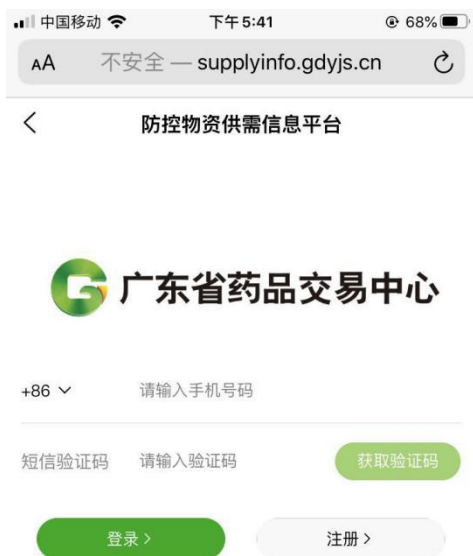 中国移动 下午5:41 68%
AA 不安全 — supplyinfo.gdyjs.cn
防控物资供需信息平台
广东省药品交易中心
+86 请输入手机号码
短信验证码 请输入验证码 获取验证码
登录 注册